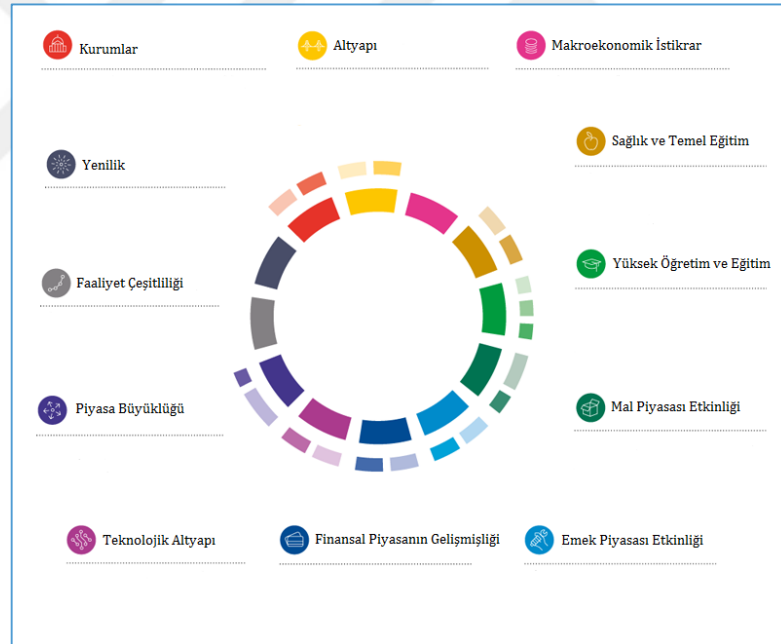 Kurumlar
Altyapı
Makroekonomik İstikrar
Sağlık ve Temel Eğitim
Yenilik
Yüksek Öğretim ve Eğitim
Faaliyet Çeşitliliği
Piyasa Büyüklüğü
Mal Piyasası Etkinliği
Teknolojik Altyapı
Finansal Piyasanın Gelişmişliği
Emek Piyasası Etkinliği